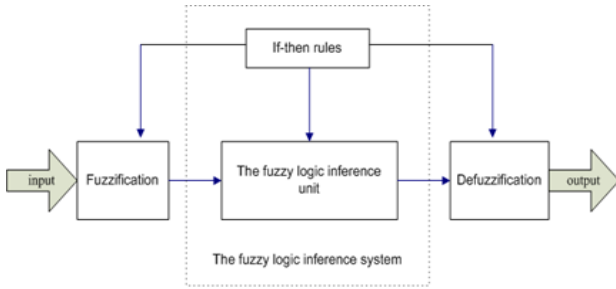 If-then rules
input
Fuzzification
The fuzzy logic inference
unit
Defuzzification
output
The fuzzy logic inference system